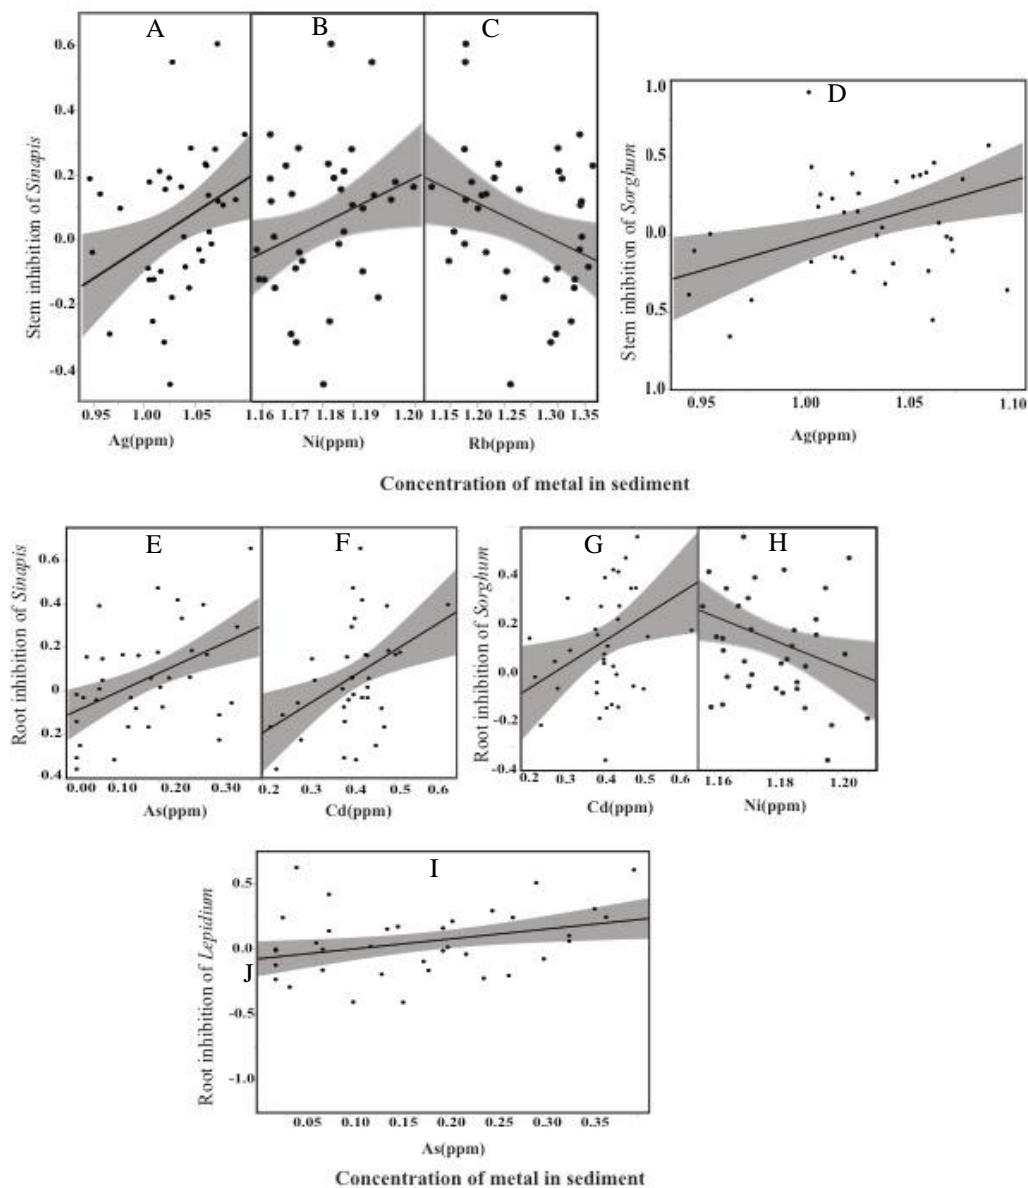 A B C
0.6
0.4
0.2
0.0
-0.2
-0.4
Stem inhibition of Sinapis
0.95 1.00 1.05
1.16 1.17 1.18 1.19 1.20
1.15 1.20 1.25 1.30 1.35
Ag(ppm) Ni(ppm) Rb(ppm)
D
1.0
0.5
0.0
0.5
1.0
Stem inhibition of Sorghum
0.95 1.00 1.05 1.10
Ag(ppm)
Concentration of metal in sediment
E F
0.6
0.4
0.2
0
0.2
0.4
Root inhibition of Sinapis
0.00 0.10 0.20 0.30
0.2 0.3 0.4 0.5 0.6
As(ppm) Cd(ppm)
G H
0.4
0.2
0.0
-0.2
-0.4
Root inhibition of Sorghum
0.2 0.3 0.4 0.5 0.6
1.16 1.18 1.20
Cd(ppm) Ni(ppm)
I
0.5
0.0
J
-0.5
-1.0
Root inhibition of Lepidium
0.05 0.10 0.15 0.20 0.25 0.30 0.35
As(ppm)
Concentration of metal in sediment